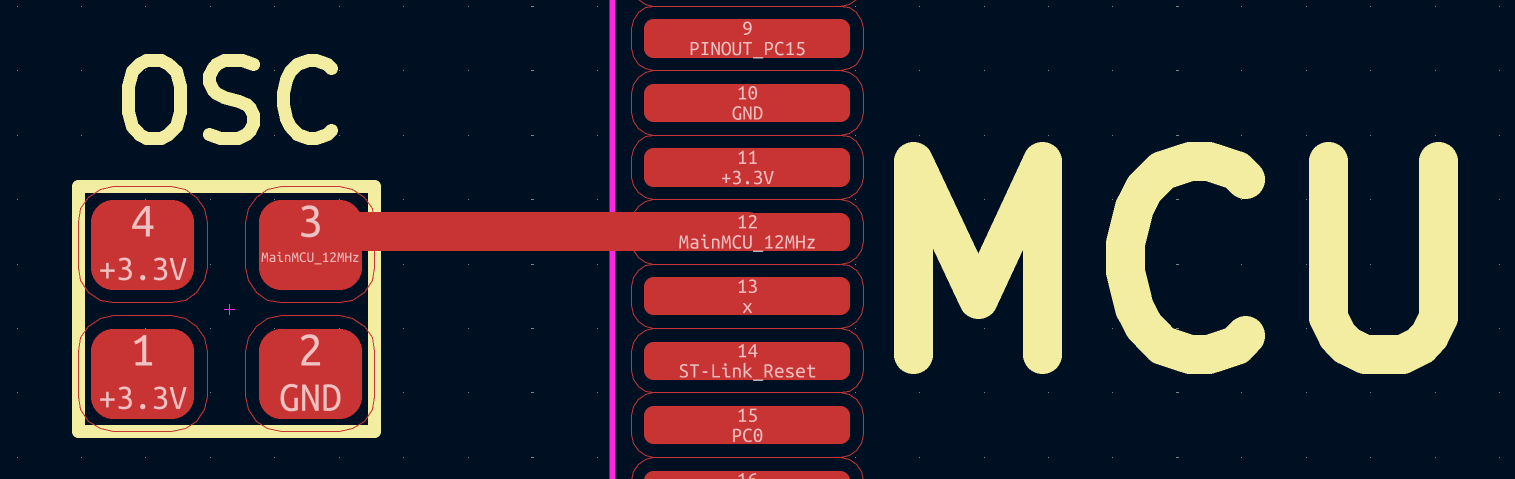 OSC
4
+3.3V
3
MainMCU_12MHz
1
+3.3V
2
GND
9
PINOUT_PC15
10
GND
11
+3.3V
12
MainMCU_12MHz
13
x
14
ST-Link_Reset
15
PC0
16
MCU